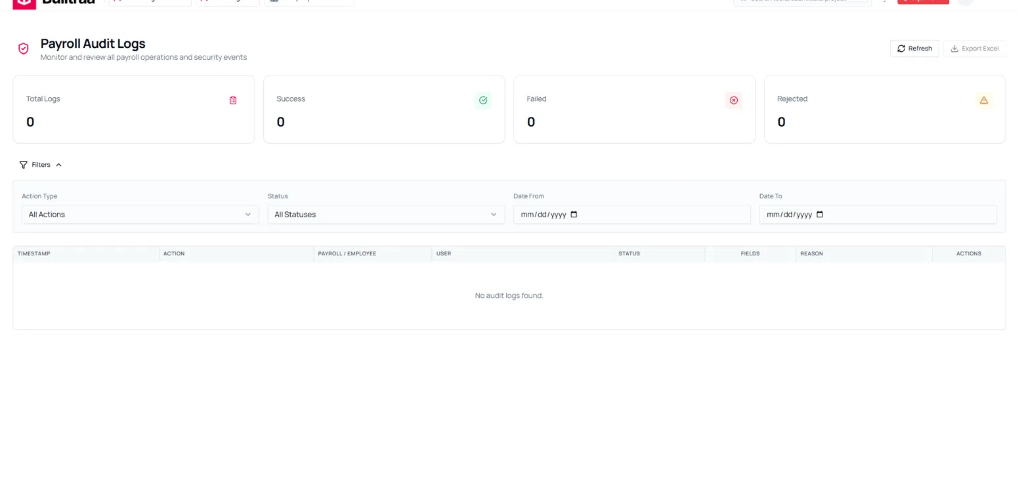 Payroll Audit Logs
Monitor and review all payroll operations and security events
Refresh
Export Excel
Total Logs
0
Success
0
Failed
0
Rejected
0
Filters
Action Type
Status
Date From
Date To
All Actions
All Statuses
mm/dd/yyyy
mm/dd/yyyy
TIMESTAMP
ACTION
PAYROLL / EMPLOYEE
USER
STATUS
FIELDS
REASON
ACTIONS
No audit logs found.